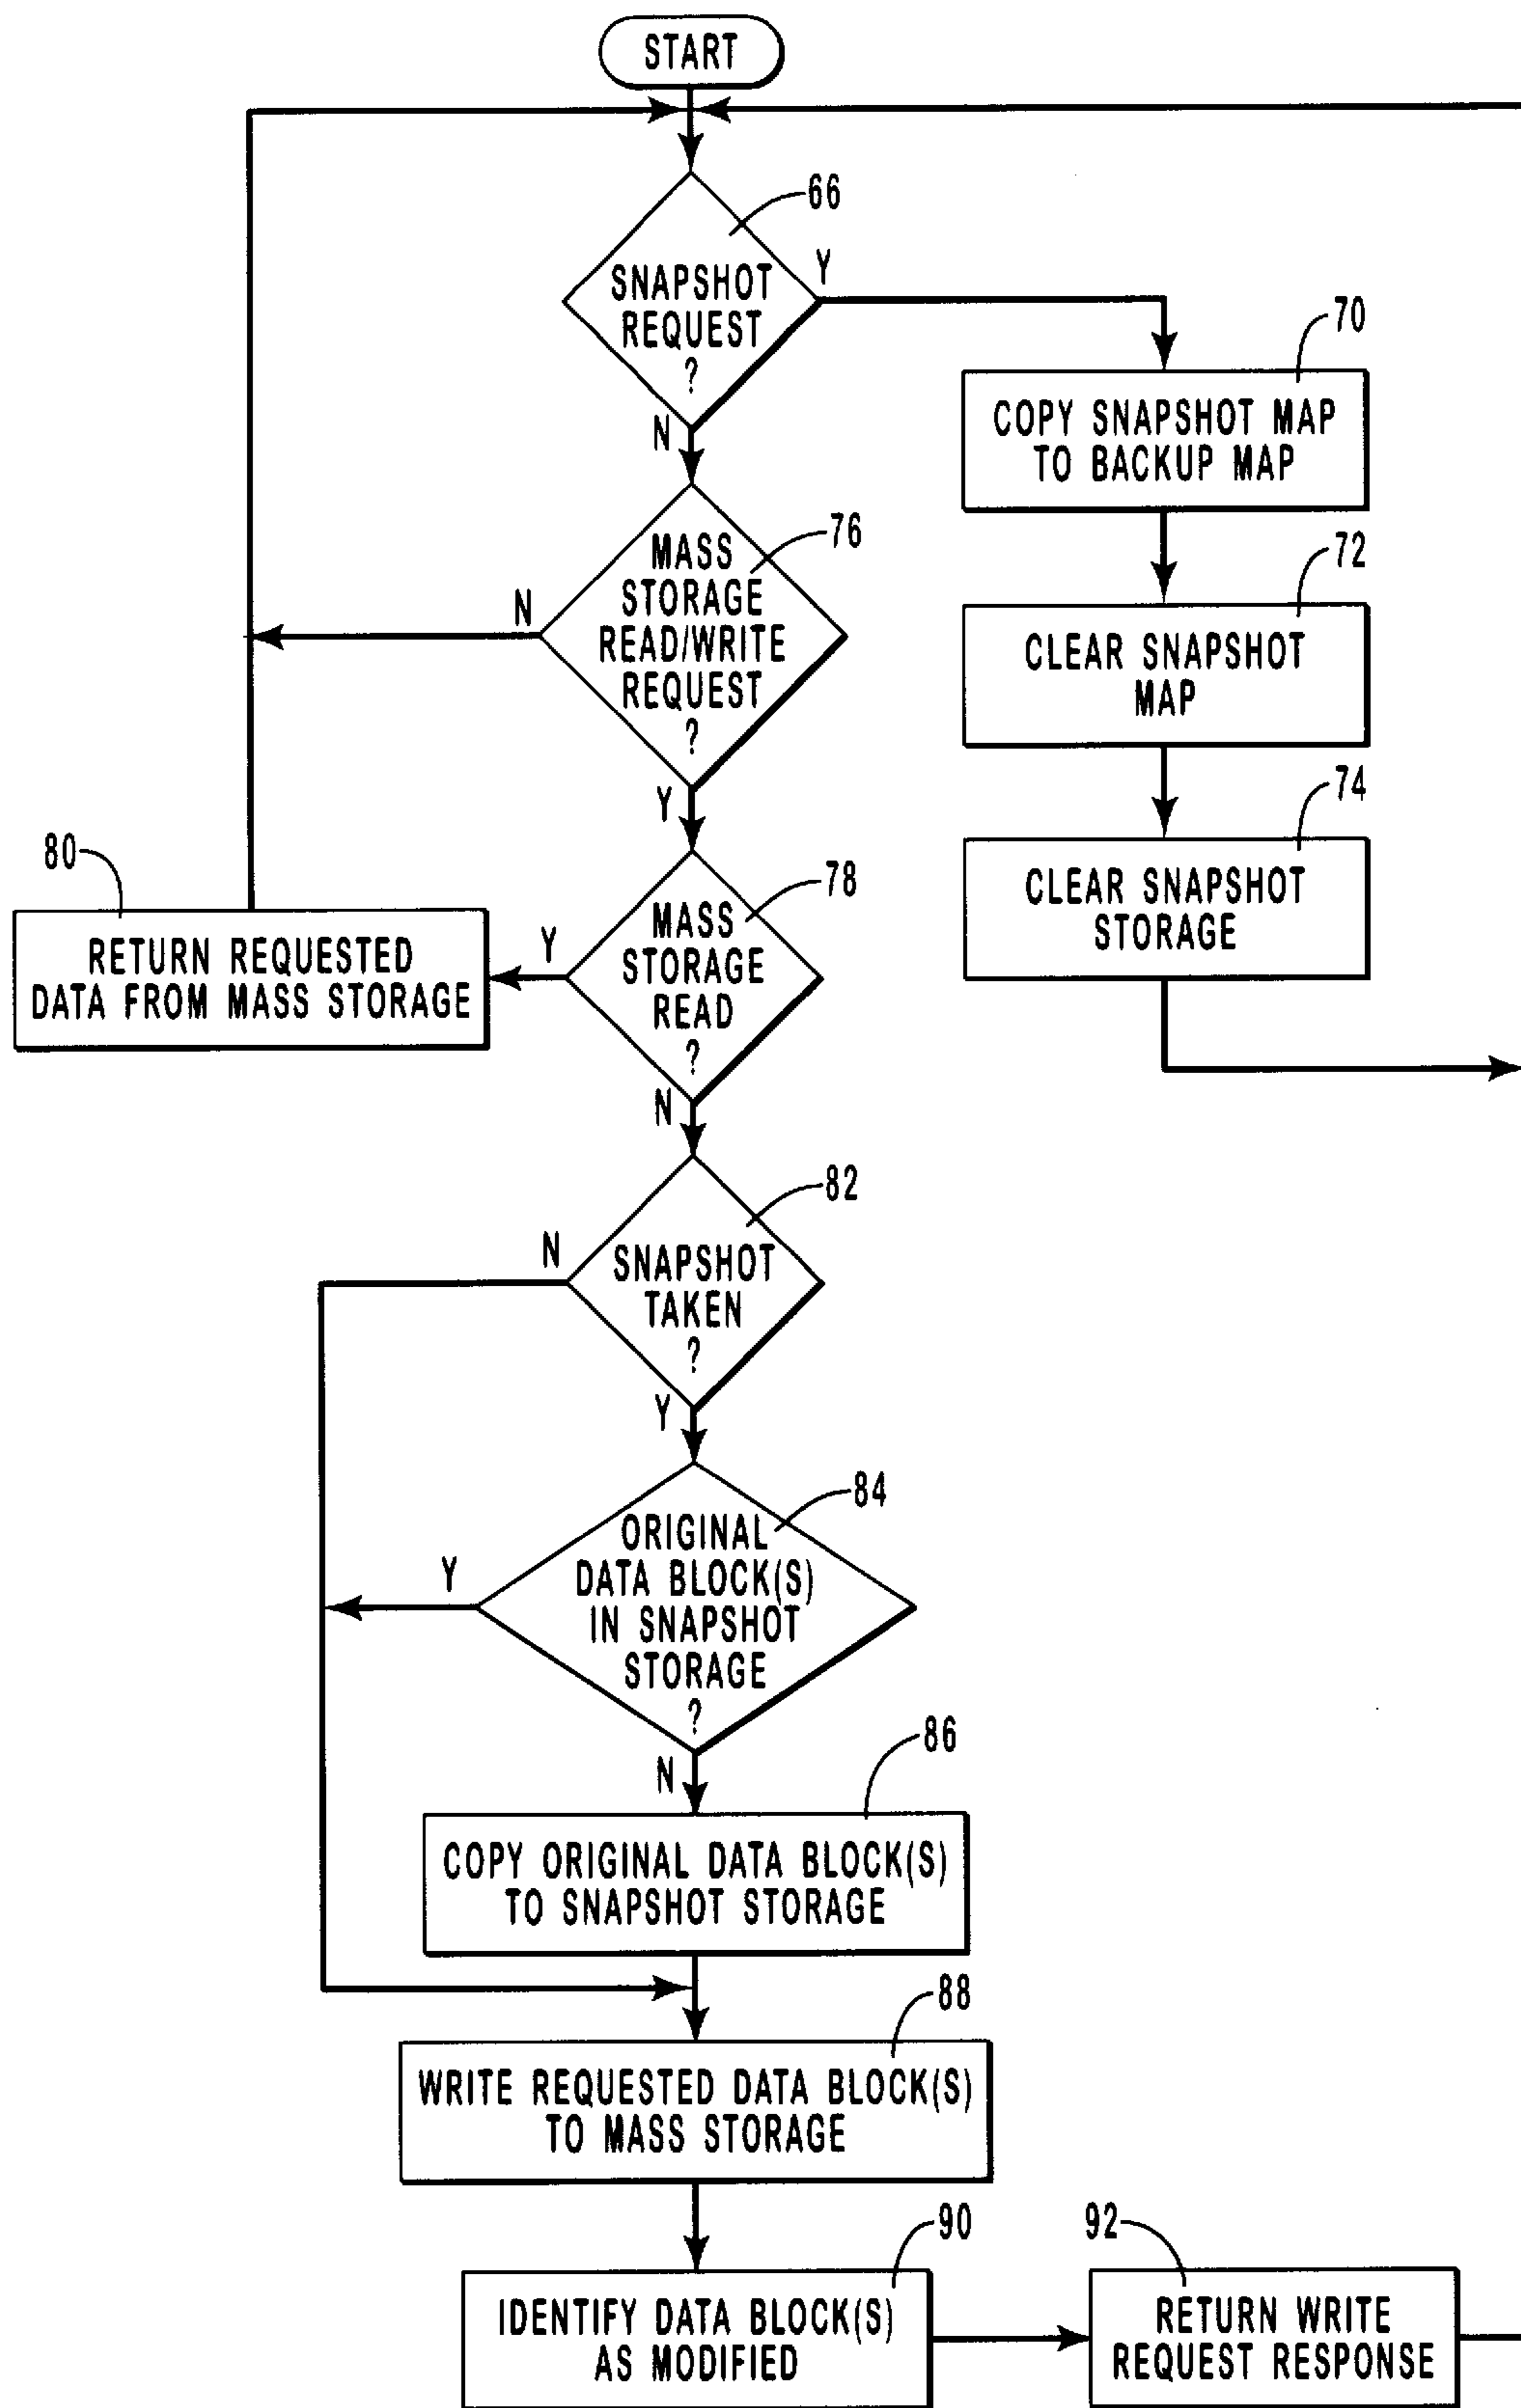 START
66
SNAPSHOT
REQUEST
?
Y
N
70
COPY SNAPSHOT MAP
TO BACKUP MAP
76
MASS
STORAGE
READ/WRITE
REQUEST
?
N
Y
72
CLEAR SNAPSHOT
MAP
74
CLEAR SNAPSHOT
STORAGE
80
RETURN REQUESTED
DATA FROM MASS STORAGE
78
MASS
STORAGE
READ
?
Y
N
82
SNAPSHOT
TAKEN
?
N
Y
84
ORIGINAL
DATA BLOCK(S)
IN SNAPSHOT
STORAGE
?
Y
N
86
COPY ORIGINAL DATA BLOCK(S)
TO SNAPSHOT STORAGE
88
WRITE REQUESTED DATA BLOCK(S)
TO MASS STORAGE
90
IDENTIFY DATA BLOCK(S)
AS MODIFIED
92
RETURN WRITE
REQUEST RESPONSE